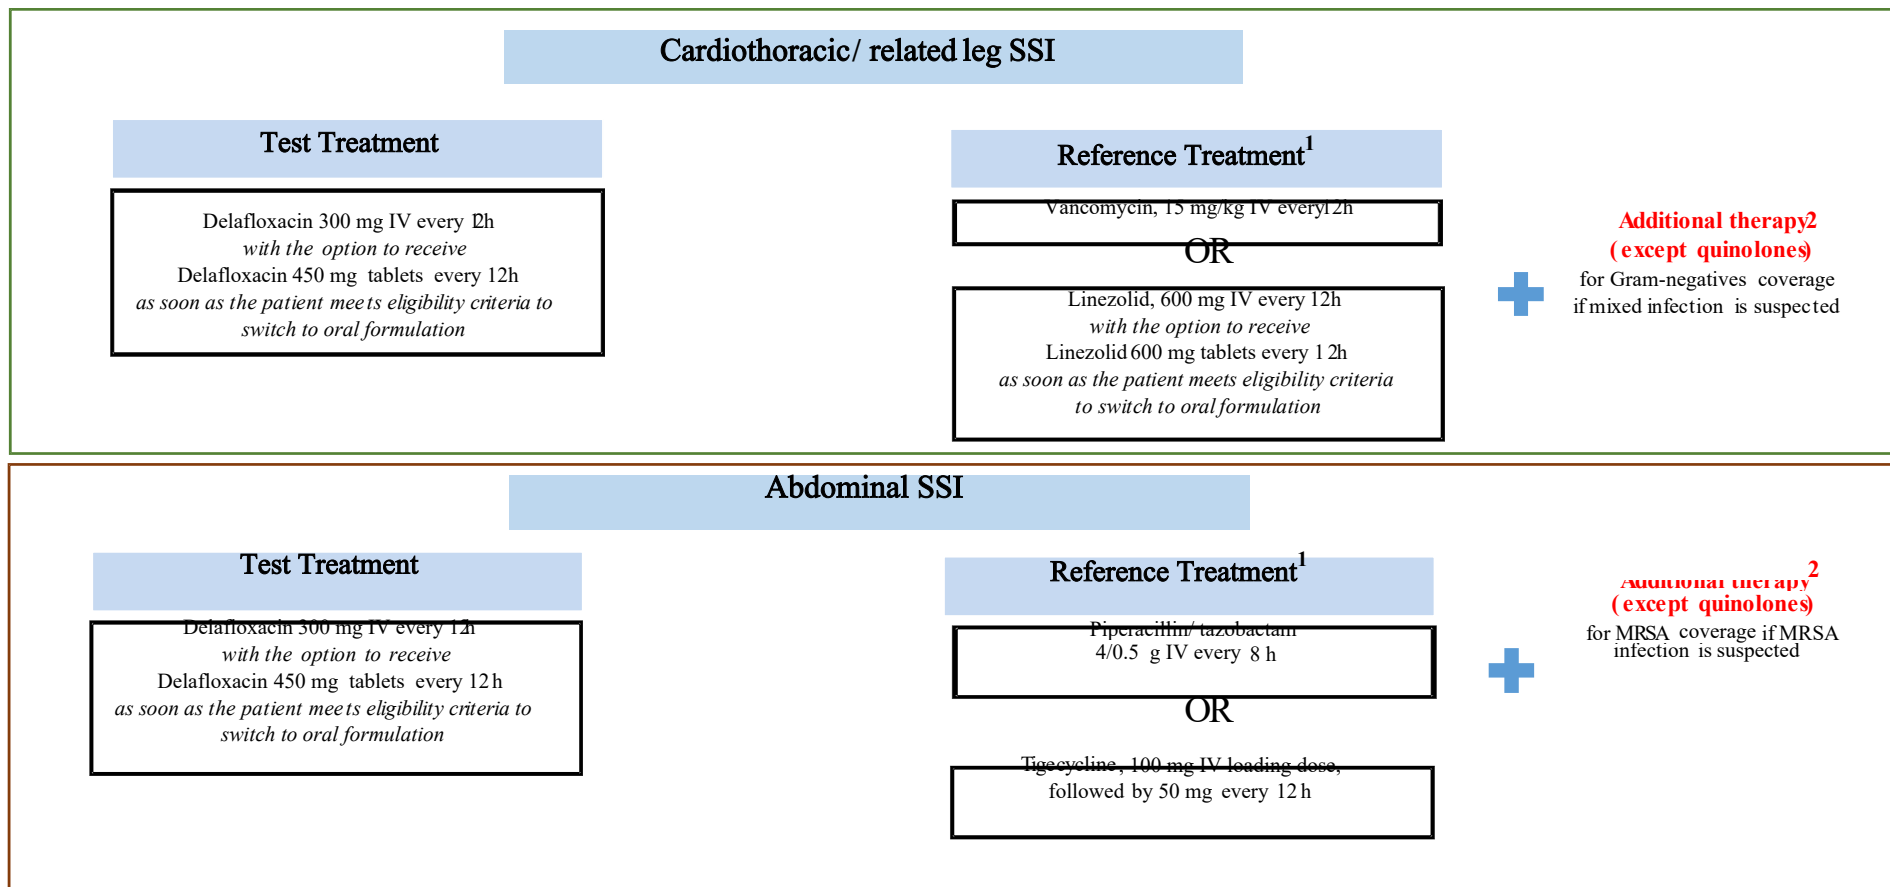 Cardiothoracic/ related leg SSI
Test Treatment
Delafloxacin 300 mg IV every 12h
with the option to receive
Delafloxacin 450 mg tablets every 12h
as soon as the patient meets eligibility criteria to
switch to oral formulation
Reference Treatment1
Vancomycin, 15 mg/kg IV every12h
OR
Linezolid, 600 mg IV every 12h
with the option to receive
Linezolid 600 mg tablets every 12h
as soon as the patient meets eligibility criteria
to switch to oral formulation
Additional therapy2
(except quinolones)
for Gram-negatives coverage
if mixed infection is suspected
Abdominal SSI
Test Treatment
Delafloxacin 300 mg IV every 12h
with the option to receive
Delafloxacin 450 mg tablets every 12h
as soon as the patient meets eligibility criteria to
switch to oral formulation
Reference Treatment1
Piperacillin/ tazobactam
4/0.5 g IV every 8 h
OR
Tigecycline, 100 mg IV loading dose,
followed by 50 mg every 12 h
Additional therapy2
(except quinolones)
for MRSA coverage if MRSA
infection is suspected